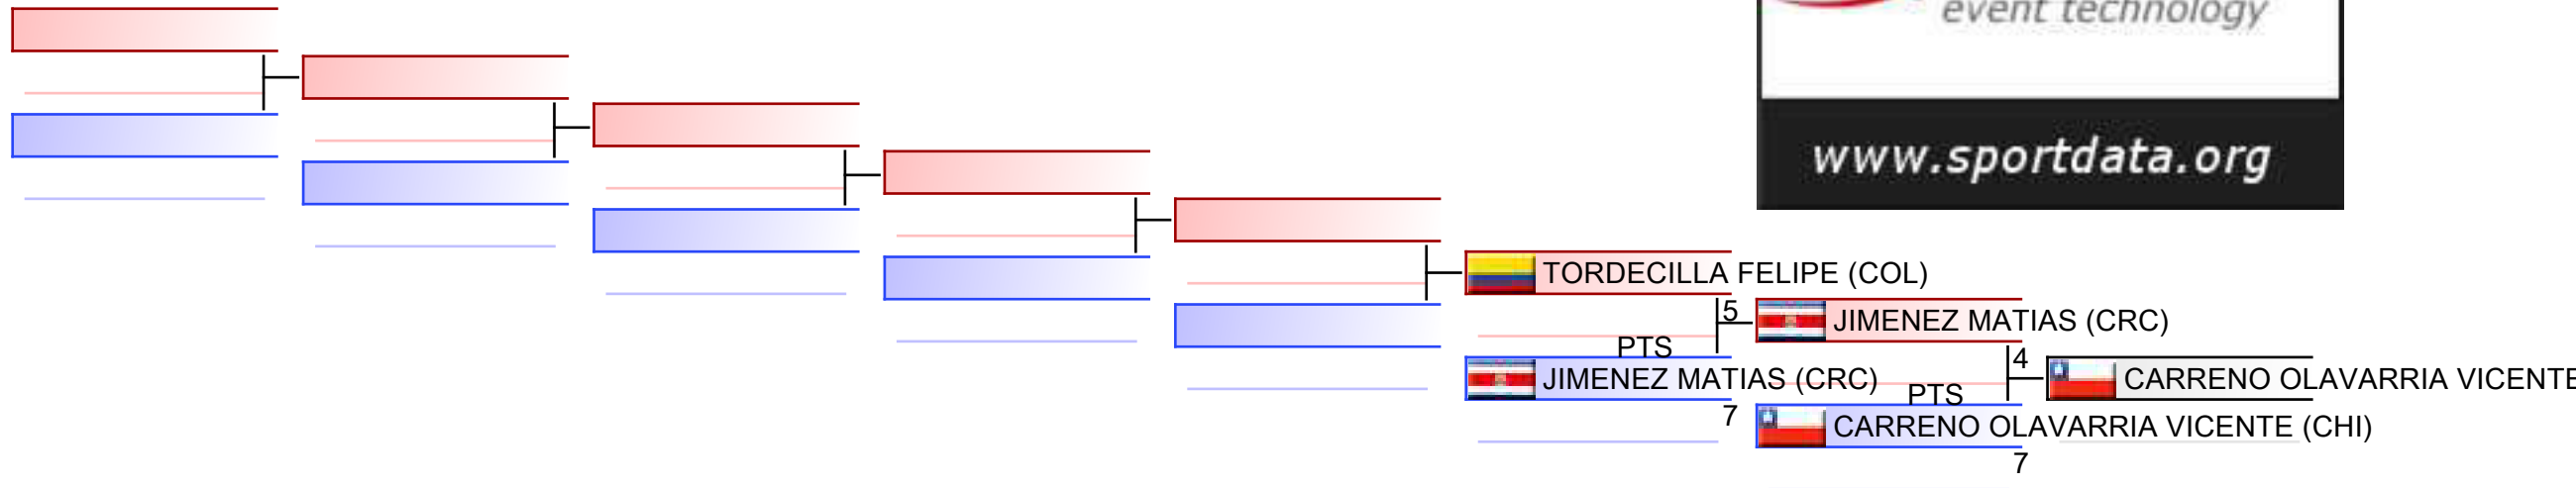 event technology
www.sportdata.org
TORDECILLA FELIPE (COL)
5
JIMENEZ MATIAS (CRC)
PTS
4
JIMENEZ MATIAS (CRC)
CARRENO OLAVARRIA VICENTE
PTS
7
CARRENO OLAVARRIA VICENTE (CHI)
7